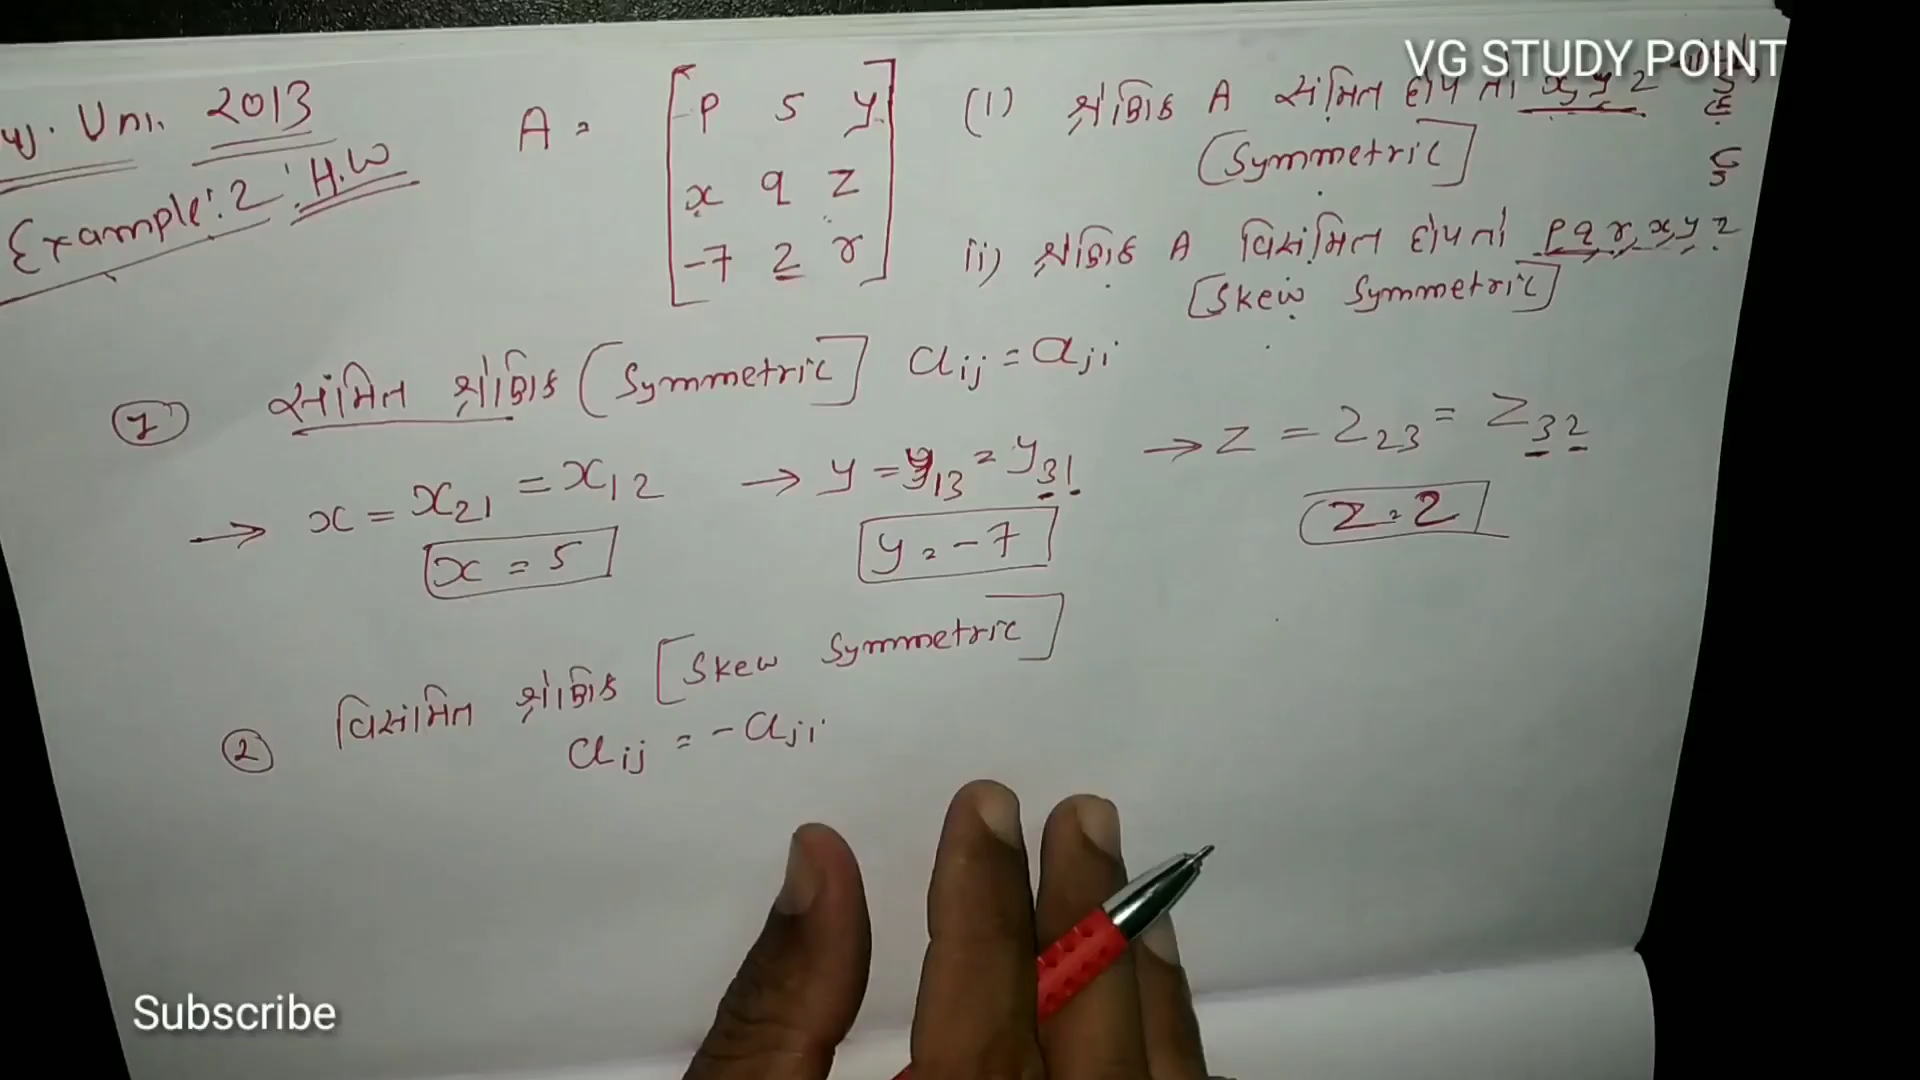 VG STUDY POINT
Uni. 2013
Example:2 H.W
A = [p 5 y
x q z
-7 2 r]
(i) શ્રેણિક A સંમિત હોય તો x y z
[Symmetric]
ii) શ્રેણિક A વિસંમિત હોય તો p q r, x, y z
[Skew Symmetric]
1 સંમિત શ્રેણિક [Symmetric] aij = aji
→ x = x21 = x12 → y = y13 = y31 → z = z23 = z32
x = 5 y = -7 z = 2
2 વિસંમિત શ્રેણિક [Skew Symmetric]
aij = -aji
Subscribe